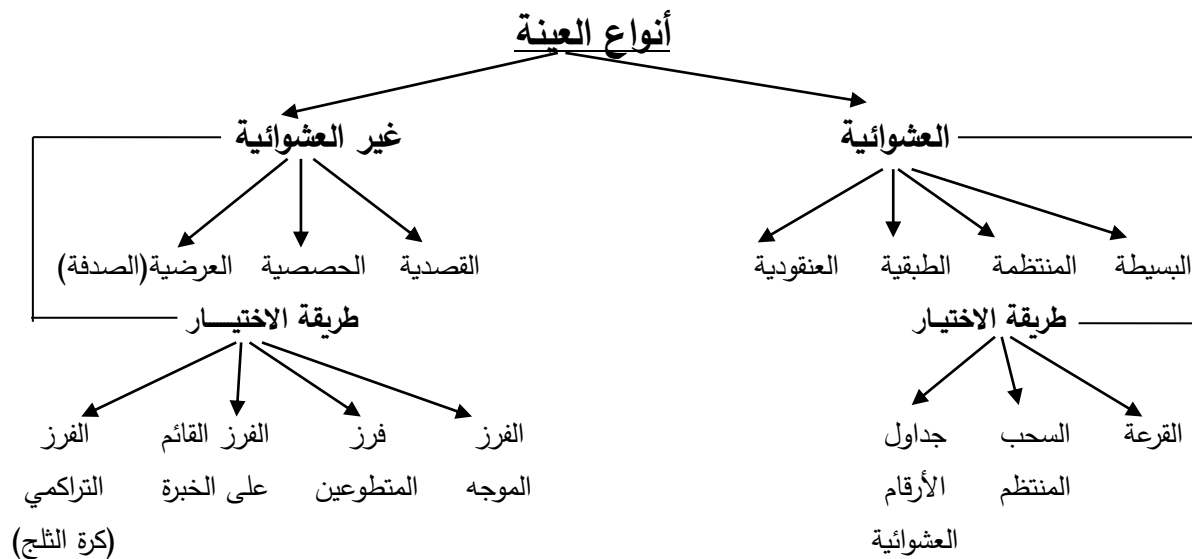 أنواع العينة
العشوائية
غير العشوائية
البسيطة
المنتظمة
الطبقية
العنقودية
القصدية
الحصصية
العرضية(الصدفة)
طريقة الاختيـار
طريقة الاختيـــار
القرعة
السحب
المنتظم
جداول
الأرقام
العشوائية
الفرز
الموجه
فرز
المتطوعين
الفرز القائم
على الخبرة
الفرز
التراكمي
(كرة الثلج)